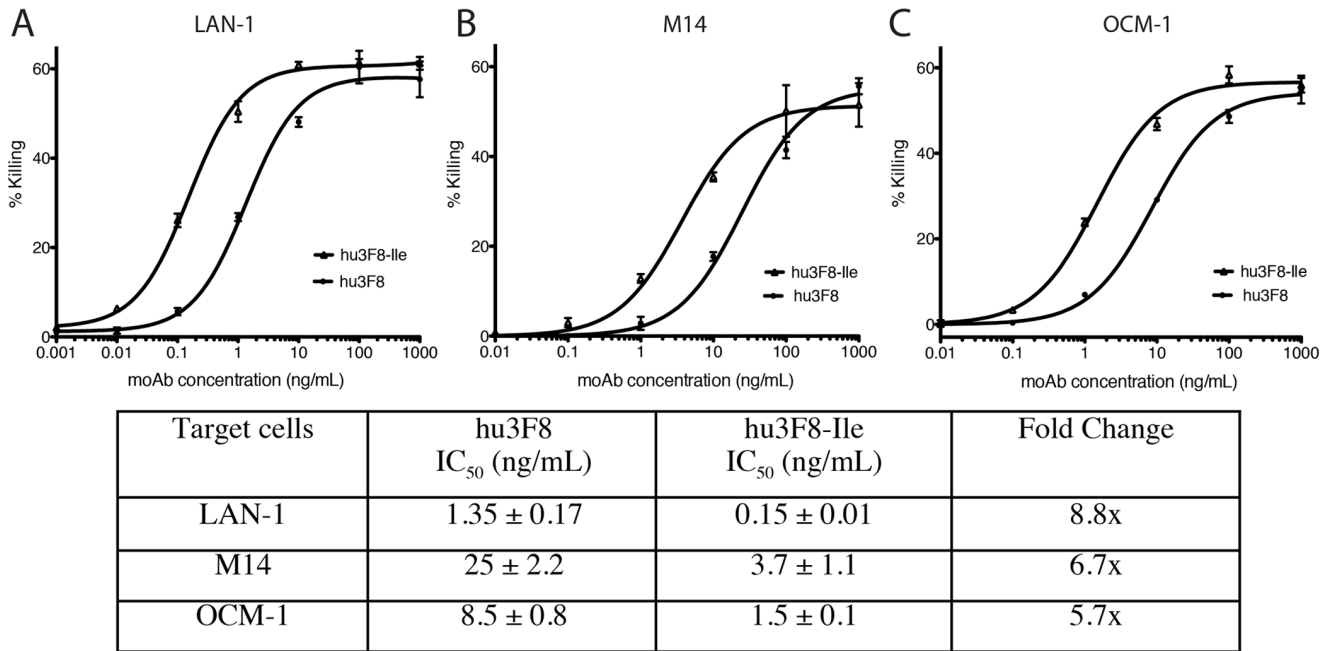 A LAN-1
% Killing
60
40
20
0
0.001 0.01 0.1 1 10 100 1000
moAb concentration (ng/mL)
hu3F8-Ile
hu3F8
B M14
% Killing
60
40
20
0
0.01 0.1 1 10 100 1000
moAb concentration (ng/mL)
hu3F8-Ile
hu3F8
C OCM-1
% Killing
60
40
20
0
0.01 0.1 1 10 100 1000
moAb concentration (ng/mL)
hu3F8-Ile
hu3F8
Target cells hu3F8 hu3F8-Ile Fold Change
IC50 (ng/mL) IC50 (ng/mL)
LAN-1 1.35 ± 0.17 0.15 ± 0.01 8.8x
M14 25 ± 2.2 3.7 ± 1.1 6.7x
OCM-1 8.5 ± 0.8 1.5 ± 0.1 5.7x